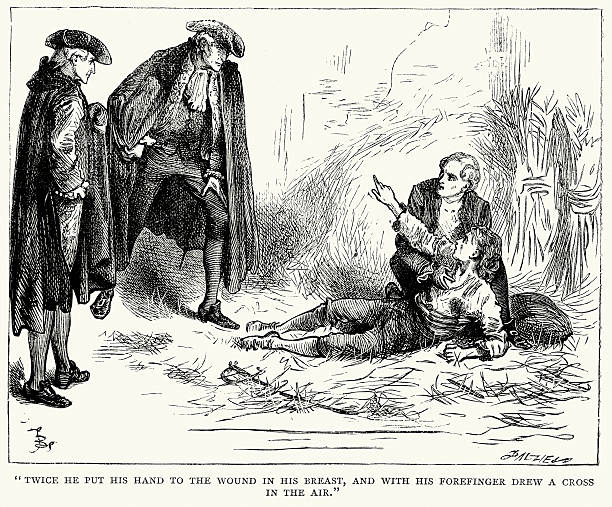 "TWICE HE PUT HIS HAND TO THE WOUND IN HIS BREAST, AND WITH HIS FOREFINGER DREW A CROSS
IN THE AIR."